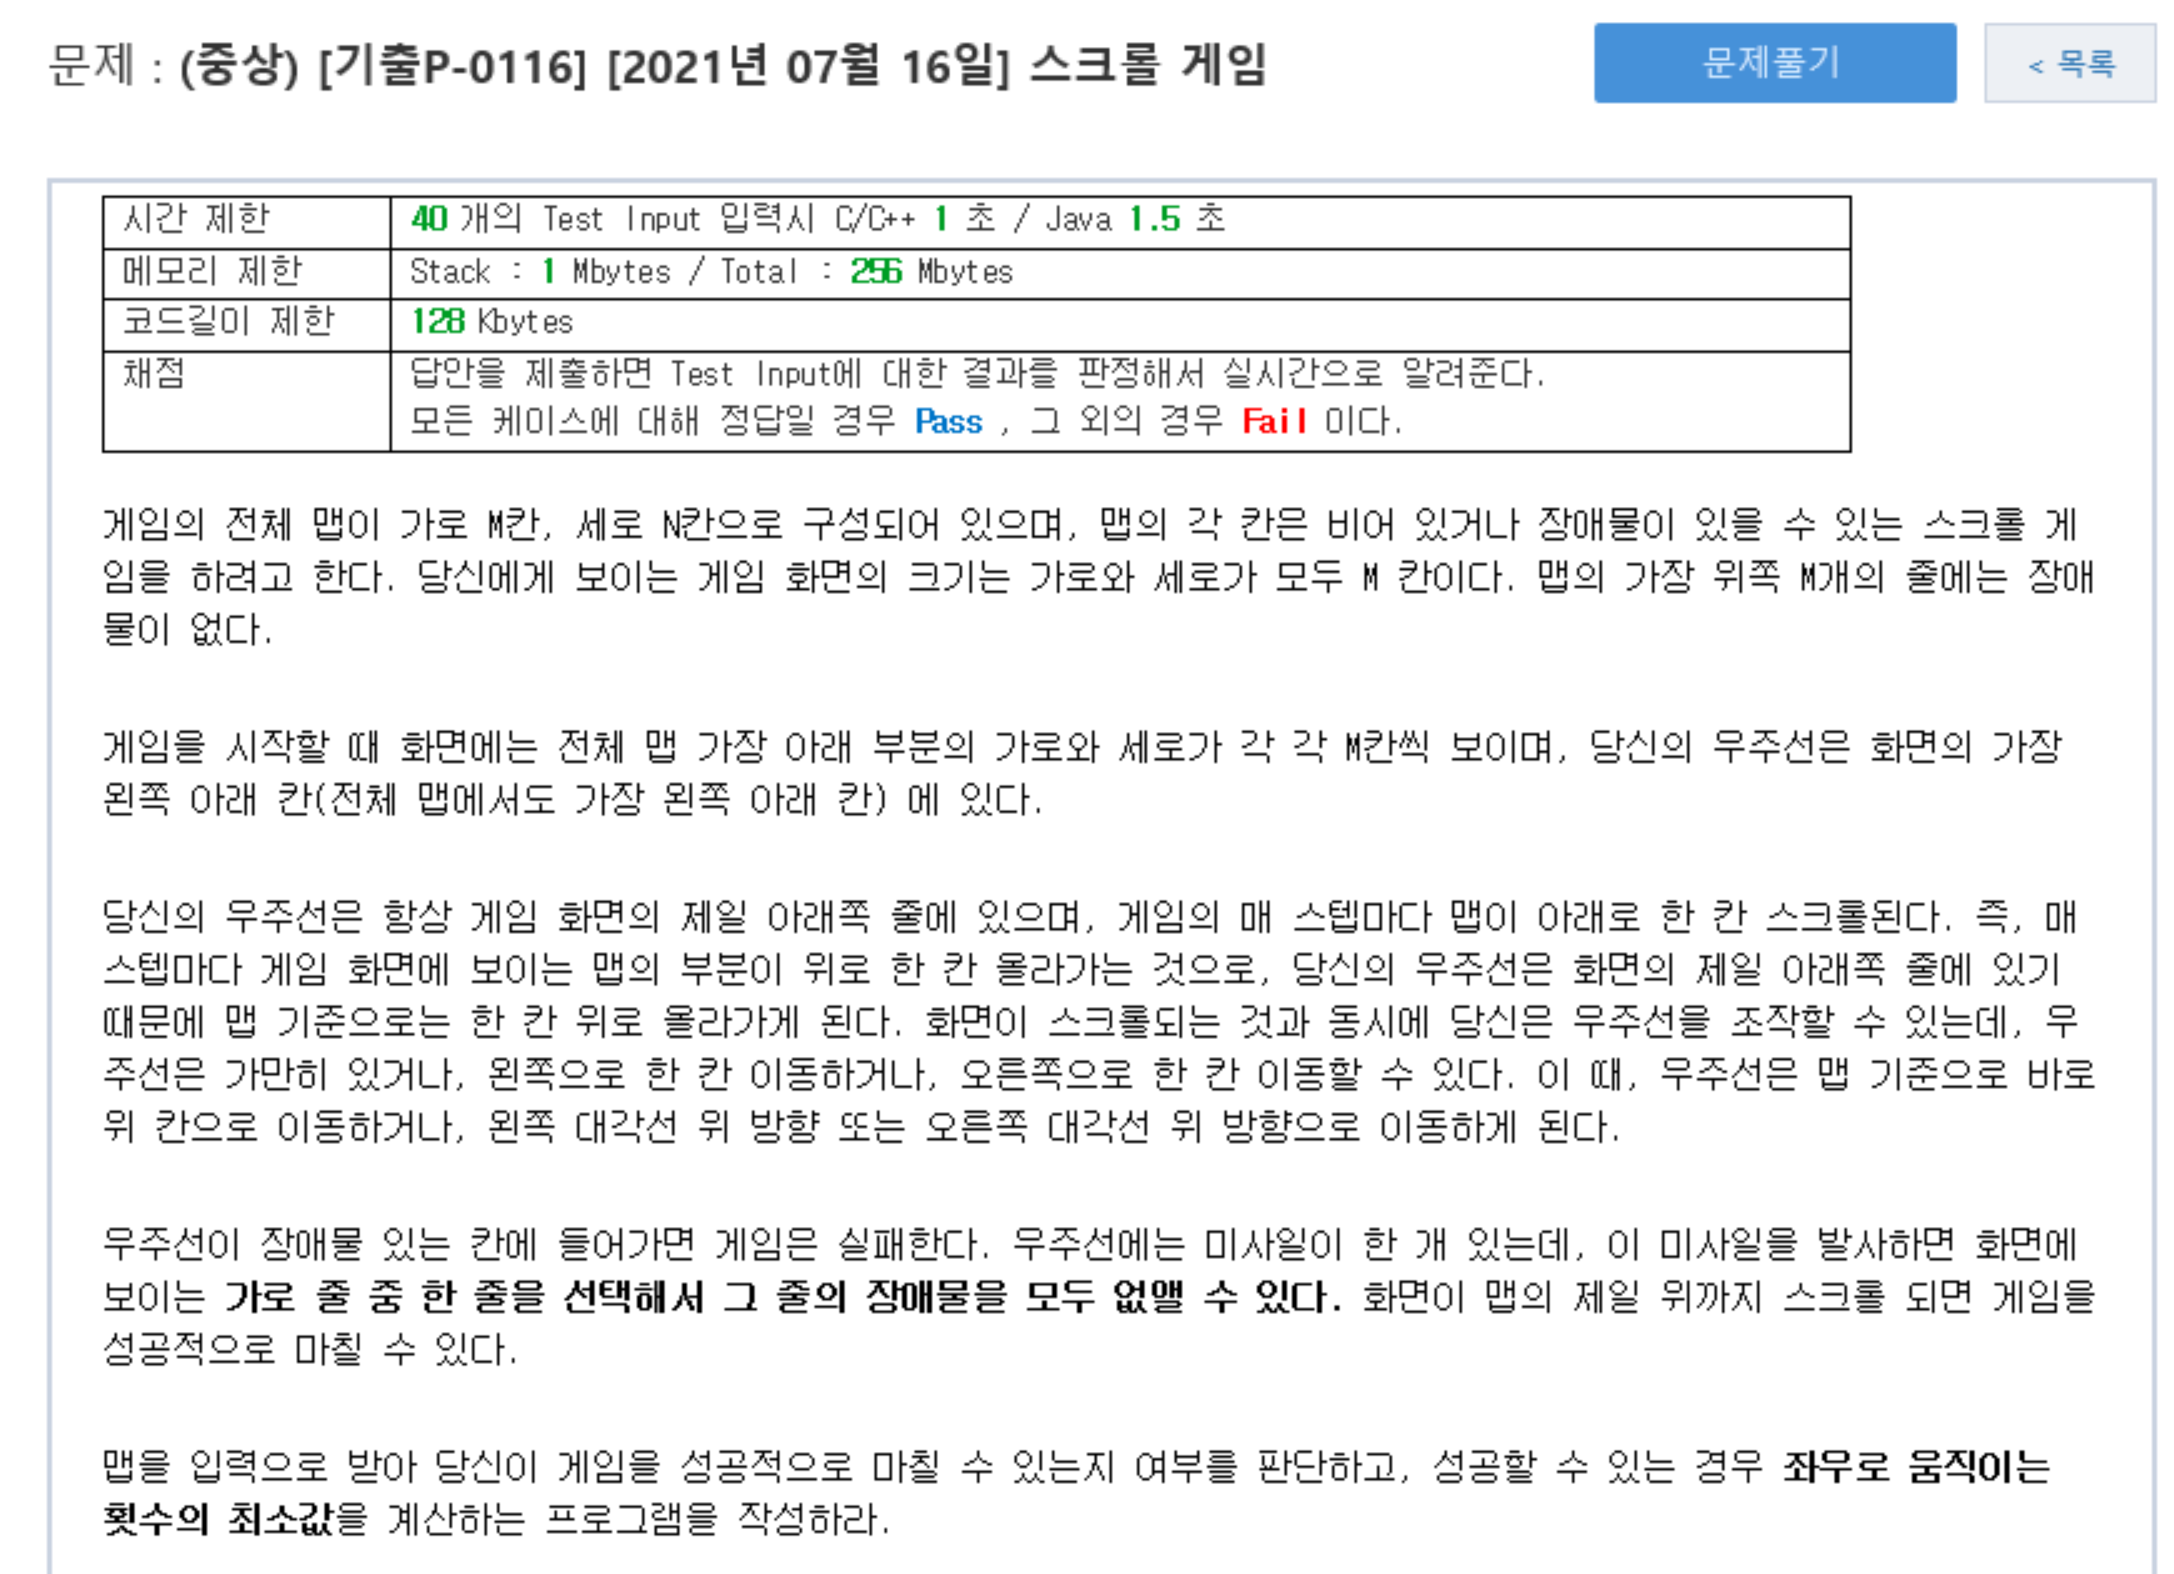 문제 : (중상) [기출P-0116] [2021년 07월 16일] 스크롤 게임
문제풀기
< 목록
시간 제한
40 개의 Test Input 입력시 C/C++ 1 초 / Java 1.5 초
메모리 제한
Stack : 1 Mbytes / Total : 256 Mbytes
코드길이 제한
128 Kbytes
채점
답안을 제출하면 Test Input에 대한 결과를 판정해서 실시간으로 알려준다.
모든 케이스에 대해 정답일 경우 Pass , 그 외의 경우 Fail 이다.
게임의 전체 맵이 가로 M칸, 세로 N칸으로 구성되어 있으며, 맵의 각 칸은 비어 있거나 장애물이 있을 수 있는 스크롤 게
임을 하려고 한다. 당신에게 보이는 게임 화면의 크기는 가로와 세로가 모두 M 칸이다. 맵의 가장 위쪽 M개의 줄에는 장애
물이 없다.
게임을 시작할 때 화면에는 전체 맵 가장 아래 부분의 가로와 세로가 각 각 M칸씩 보이며, 당신의 우주선은 화면의 가장
왼쪽 아래 칸(전체 맵에서도 가장 왼쪽 아래 칸) 에 있다.
당신의 우주선은 항상 게임 화면의 제일 아래쪽 줄에 있으며, 게임의 매 스텝마다 맵이 아래로 한 칸 스크롤된다. 즉, 매
스텝마다 게임 화면에 보이는 맵의 부분이 위로 한 칸 올라가는 것으로, 당신의 우주선은 화면의 제일 아래쪽 줄에 있기
때문에 맵 기준으로는 한 칸 위로 올라가게 된다. 화면이 스크롤되는 것과 동시에 당신은 우주선을 조작할 수 있는데, 우
주선은 가만히 있거나, 왼쪽으로 한 칸 이동하거나, 오른쪽으로 한 칸 이동할 수 있다. 이 때, 우주선은 맵 기준으로 바로
위 칸으로 이동하거나, 왼쪽 대각선 위 방향 또는 오른쪽 대각선 위 방향으로 이동하게 된다.
우주선이 장애물 있는 칸에 들어가면 게임은 실패한다. 우주선에는 미사일이 한 개 있는데, 이 미사일을 발사하면 화면에
보이는 가로 줄 중 한 줄을 선택해서 그 줄의 장애물을 모두 없앨 수 있다. 화면이 맵의 제일 위까지 스크롤 되면 게임을
성공적으로 마칠 수 있다.
맵을 입력으로 받아 당신이 게임을 성공적으로 마칠 수 있는지 여부를 판단하고, 성공할 수 있는 경우 좌우로 움직이는
횟수의 최소값을 계산하는 프로그램을 작성하라.